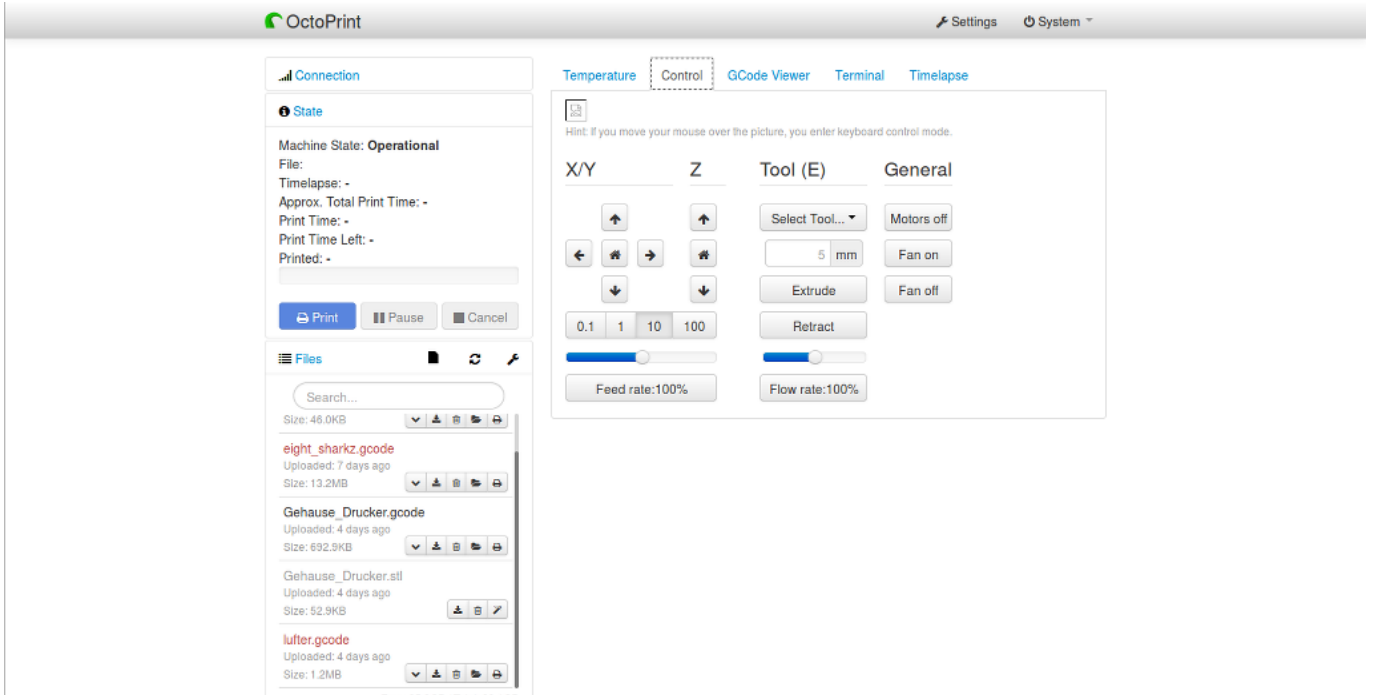 OctoPrint
Settings
System
Connection
State
Machine State: Operational
File:
Timelapse: -
Approx. Total Print Time: -
Print Time: -
Print Time Left: -
Printed: -
Print
Pause
Cancel
Files
Search...
Size: 46.0KB
eight_sharkz.gcode
Uploaded: 7 days ago
Size: 13.2MB
Gehause_Drucker.gcode
Uploaded: 4 days ago
Size: 692.9KB
Gehause_Drucker.stl
Uploaded: 4 days ago
Size: 52.9KB
lufter.gcode
Uploaded: 4 days ago
Size: 1.2MB
Temperature
Control
GCode Viewer
Terminal
Timelapse
Hint: If you move your mouse over the picture, you enter keyboard control mode.
X/Y
Z
Tool (E)
General
Select Tool...
Motors off
5 mm
Fan on
Extrude
Fan off
0.1 1 10 100
Retract
Feed rate:100%
Flow rate:100%